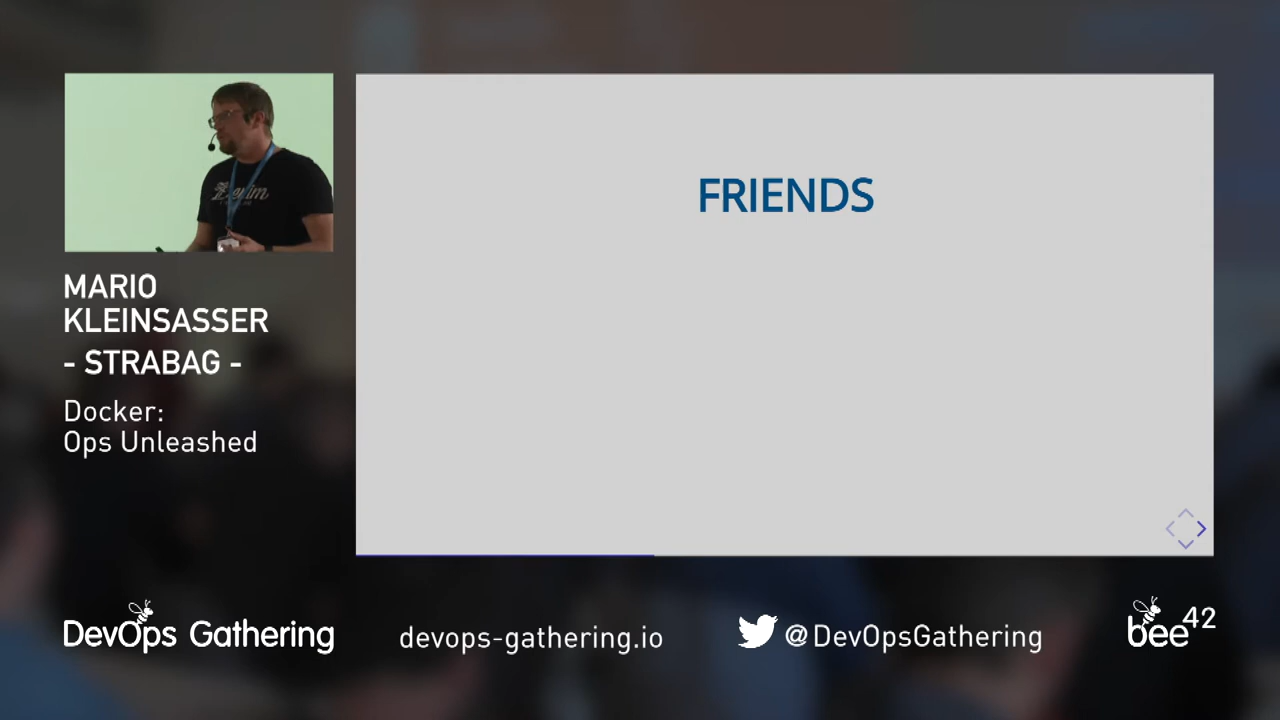 MARIO
KLEINSASSER
- STRABAG -
Docker:
Ops Unleashed
FRIENDS
DevOps Gathering
devops-gathering.io
@DevOpsGathering
bee42